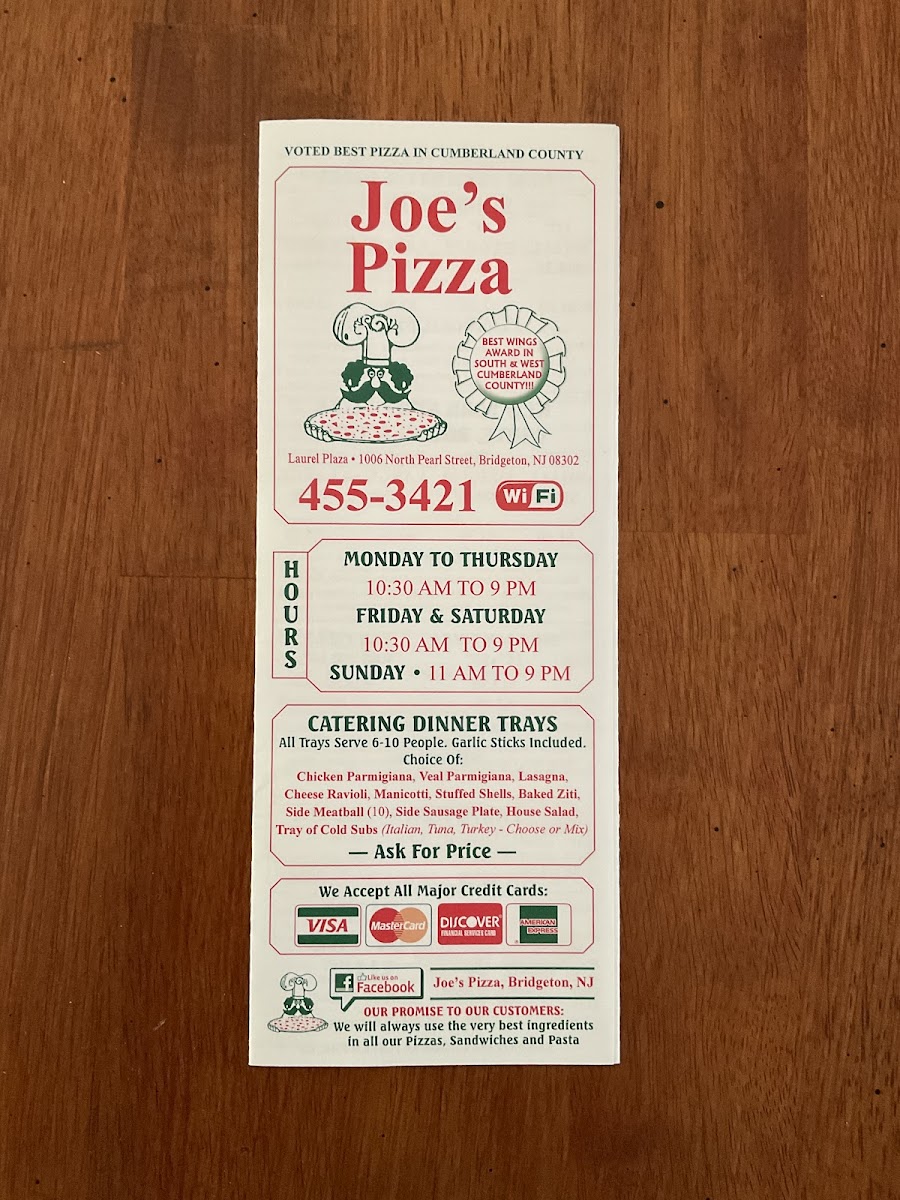 VOTED BEST PIZZA IN CUMBERLAND COUNTY
Joe's
Pizza
BEST WINGS
AWARD IN
SOUTH & WEST
CUMBERLAND
COUNTY!!!
Laurel Plaza • 1006 North Pearl Street, Bridgeton, NJ 08302
455-3421 WiFi
HOURS
MONDAY TO THURSDAY
10:30 AM TO 9 PM
FRIDAY & SATURDAY
10:30 AM TO 9 PM
SUNDAY • 11 AM TO 9 PM
CATERING DINNER TRAYS
All Trays Serve 6-10 People. Garlic Sticks Included.
Choice Of:
Chicken Parmigiana, Veal Parmigiana, Lasagna,
Cheese Ravioli, Manicotti, Stuffed Shells, Baked Ziti,
Side Meatball (10), Side Sausage Plate, House Salad,
Tray of Cold Subs (Italian, Tuna, Turkey - Choose or Mix)
— Ask For Price —
We Accept All Major Credit Cards:
VISA MasterCard DISCOVER AMERICAN
FINANCIAL SERVICES CARD EXPRESS
f Like us on
Facebook Joe's Pizza, Bridgeton, NJ
OUR PROMISE TO OUR CUSTOMERS:
We will always use the very best ingredients
in all our Pizzas, Sandwiches and Pasta